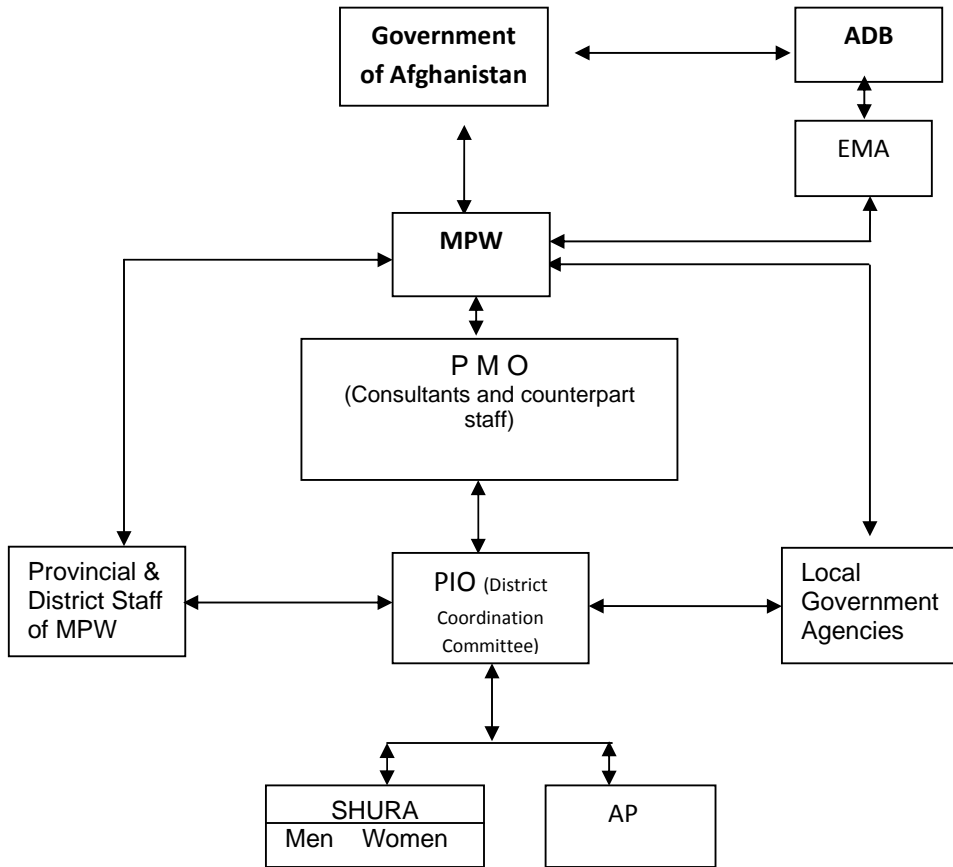 Government
of Afghanistan
ADB
EMA
MPW
P M O
(Consultants and counterpart
staff)
Provincial &
District Staff
of MPW
PIO (District
Coordination
Committee)
Local
Government
Agencies
SHURA
Men Women
AP